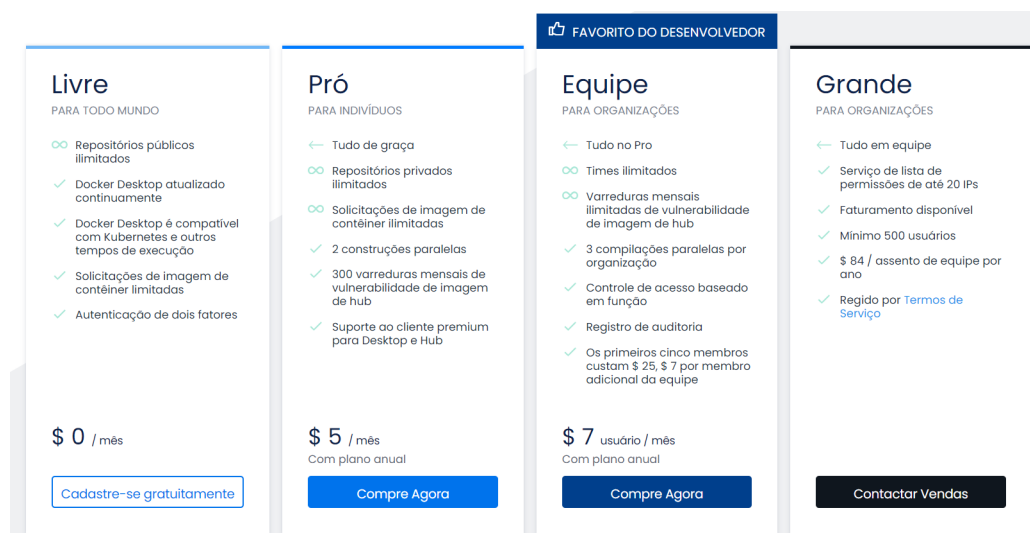 FAVORITO DO DESENVOLVEDOR
Livre
PARA TODO MUNDO
Repositórios públicos
ilimitados
Docker Desktop atualizado
continuamente
Docker Desktop é compatível
com Kubernetes e outros
tempos de execução
Solicitações de imagem de
contêiner limitadas
Autenticação de dois fatores
$ 0 / mês
Cadastre-se gratuitamente
Pró
PARA INDIVÍDUOS
Tudo de graça
Repositórios privados
ilimitados
Solicitações de imagem de
contêiner ilimitadas
2 construções paralelas
300 varreduras mensais de
vulnerabilidade de imagem
de hub
Suporte ao cliente premium
para Desktop e Hub
$ 5 / mês
Com plano anual
Compre Agora
Equipe
PARA ORGANIZAÇÕES
Tudo no Pro
Times ilimitados
Varreduras mensais
ilimitadas de vulnerabilidade
de imagem de hub
3 compilações paralelas por
organização
Controle de acesso baseado
em função
Registro de auditoria
Os primeiros cinco membros
custam $ 25, $ 7 por membro
adicional da equipe
$ 7 usuário / mês
Com plano anual
Compre Agora
Grande
PARA ORGANIZAÇÕES
Tudo em equipe
Serviço de lista de
permissões de até 20 IPs
Faturamento disponível
Mínimo 500 usuários
$ 84 / assento de equipe por
ano
Regido por Termos de
Serviço
Contactar Vendas